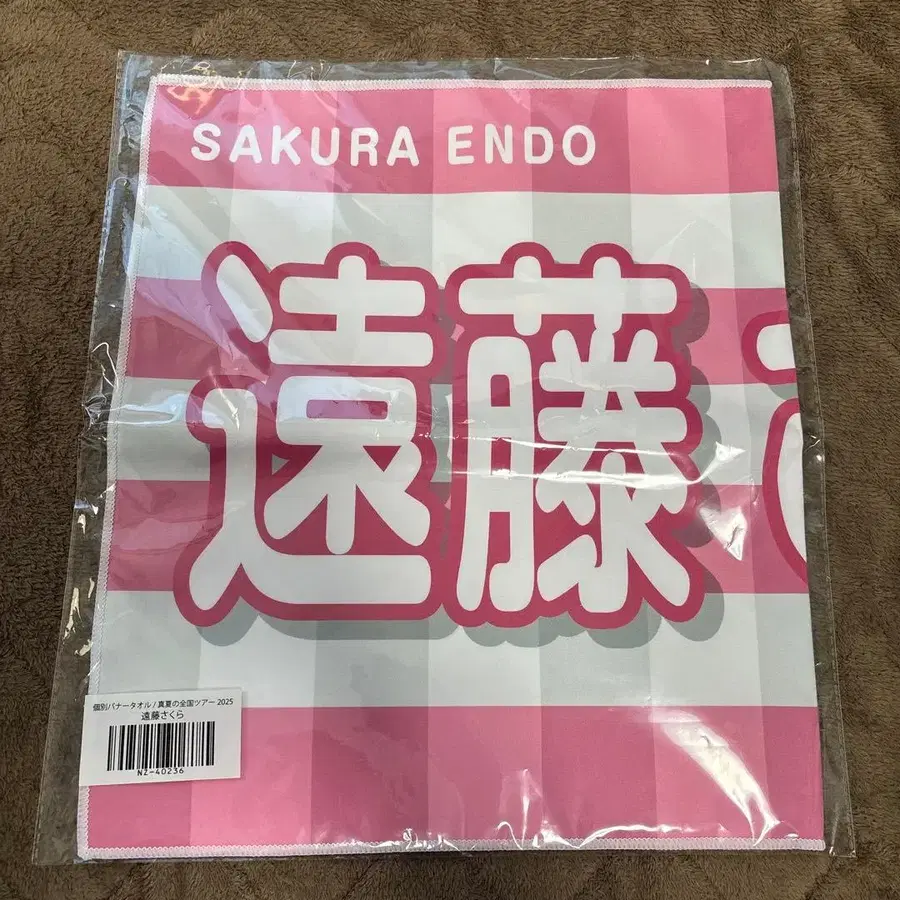 SAKURA ENDO
遠藤さ
個別バナータオル / 真夏の全国ツアー 2025
遠藤さくら
NZ-40236